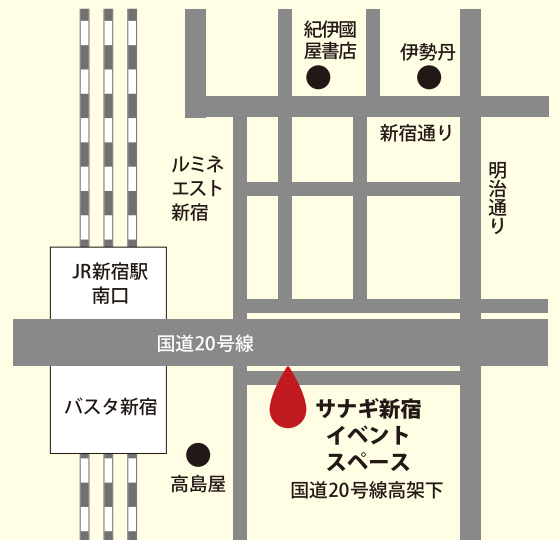 紀伊國
屋書店
伊勢丹
新宿通り
ルミネ
エスト
新宿
明治通り
JR新宿駅
南口
国道20号線
バスタ新宿
サナギ新宿
イベント
スペース
高島屋
国道20号線高架下